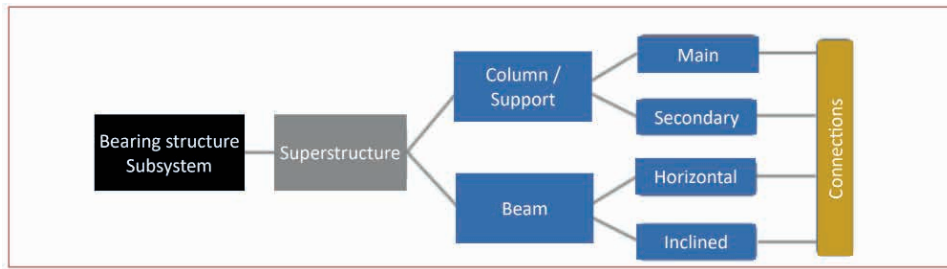 Bearing structure
Subsystem
Superstructure
Column /
Support
Beam
Main
Secondary
Horizontal
Inclined
Connections